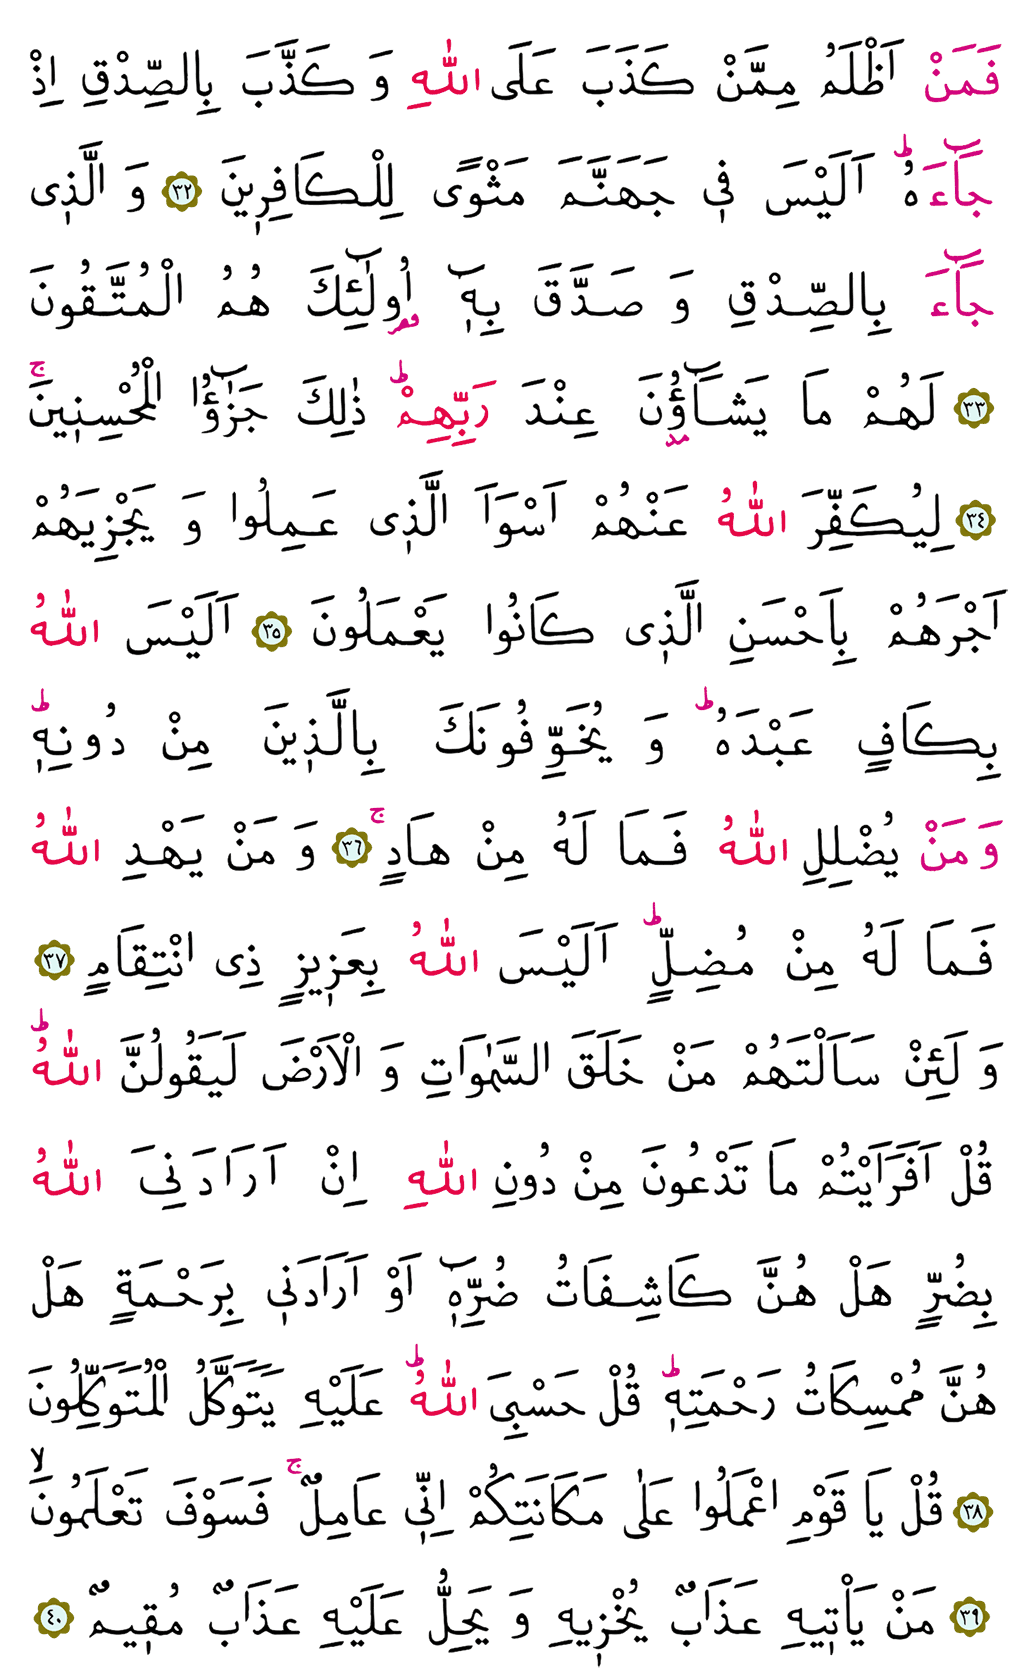 فَمَنْ اَظْلَمُ مِمَّنْ كَذَبَ عَلَى اللّٰهِ وَ كَذَّبَ بِالصِّدْقِ اِذْ
جَٓاءَهُۜ اَلَيْسَ ف۪ي جَهَنَّمَ مَثْوًى لِلْكَافِر۪ينَ ﴿٣٢﴾ وَ الَّذ۪ي
جَٓاءَ بِالصِّدْقِ وَ صَدَّقَ بِه۪ٓ اُو۬لٰٓئِكَ هُمُ الْمُتَّقُونَ
﴿٣٣﴾ لَهُمْ مَا يَشَٓاؤُ۫نَ عِنْدَ رَبِّهِمْۜ ذٰلِكَ جَزٰٓؤُا الْمُحْسِن۪ينَۚ
﴿٣٤﴾ لِيُكَفِّرَ اللّٰهُ عَنْهُمْ اَسْوَاَ الَّذ۪ي عَمِلُوا وَ يَجْزِيَهُمْ
اَجْرَهُمْ بِاَحْسَنِ الَّذ۪ي كَانُوا يَعْمَلُونَ ﴿٣٥﴾ اَلَيْسَ اللّٰهُ
بِكَافٍ عَبْدَهُۜ وَ يُخَوِّفُونَكَ بِالَّذ۪ينَ مِنْ دُونِه۪ۜ
وَ مَنْ يُضْلِلِ اللّٰهُ فَمَا لَهُ مِنْ هَادٍۚ ﴿٣٦﴾ وَ مَنْ يَهْدِ اللّٰهُ
فَمَا لَهُ مِنْ مُضِلٍّۜ اَلَيْسَ اللّٰهُ بِعَز۪يزٍ ذِي انْتِقَامٍ ﴿٣٧﴾
وَ لَئِنْ سَاَلْتَهُمْ مَنْ خَلَقَ السَّمٰوَاتِ وَ الْاَرْضَ لَيَقُولُنَّ اللّٰهُۜ
قُلْ اَفَرَاَيْتُمْ مَا تَدْعُونَ مِنْ دُونِ اللّٰهِ اِنْ اَرَادَنِيَ اللّٰهُ
بِضُرٍّ هَلْ هُنَّ كَاشِفَاتُ ضُرِّه۪ٓ اَوْ اَرَادَن۪ي بِرَحْمَةٍ هَلْ
هُنَّ مُمْسِكَاتُ رَحْمَتِه۪ۜ قُلْ حَسْبِيَ اللّٰهُۜ عَلَيْهِ يَتَوَكَّلُ الْمُتَوَكِّلُونَ
﴿٣٨﴾ قُلْ يَا قَوْمِ اعْمَلُوا عَلٰى مَكَانَتِكُمْ اِنّ۪ي عَامِلٌۚ فَسَوْفَ تَعْلَمُونَۙ
﴿٣٩﴾ مَنْ يَأْت۪يهِ عَذَابٌ يُخْز۪يهِ وَ يَحِلُّ عَلَيْهِ عَذَابٌ مُق۪يمٌ ﴿٤٠﴾